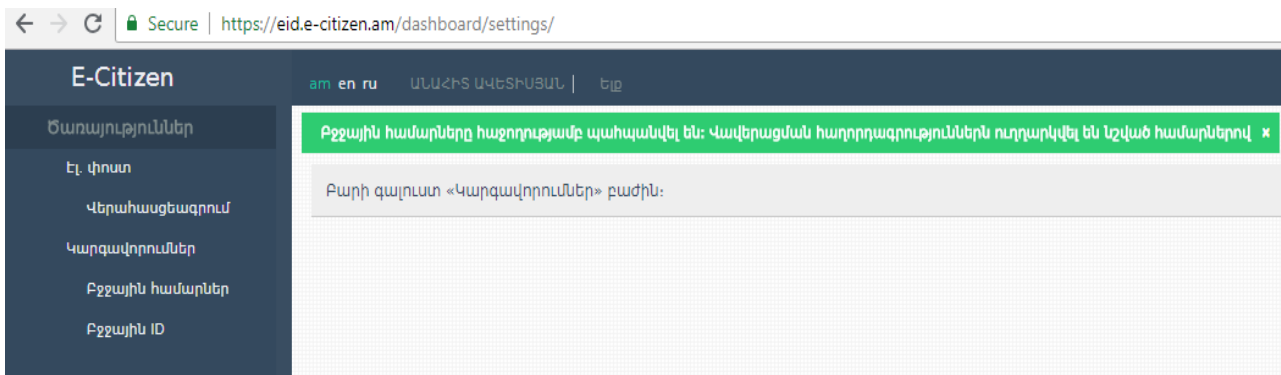 Secure | https://eid.e-citizen.am/dashboard/settings/
E-Citizen
am en ru ԱՆԱՀԻՏ ԱՎԵՏԻՍՅԱՆ | Ելք
Ծառայություններ
Բջջային համարները հաջողությամբ պահպանվել են: Վավերացման հաղորդագրություններն ուղղարկվել են նշված համարներով ×
Էլ. փոստ
Բարի գալուստ «Կարգավորումներ» բաժին:
Վերահասցեագրում
Կարգավորումներ
Բջջային համարներ
Բջջային ID